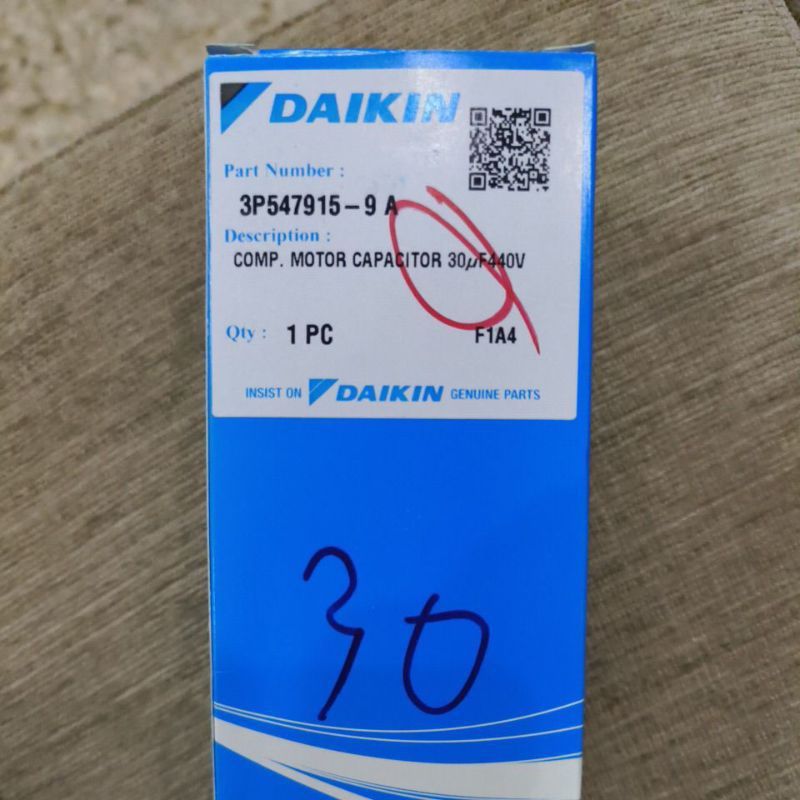 DAIKIN
Part Number :
3P547915-9 A
Description :
COMP. MOTOR CAPACITOR 30μF440V
Qty : 1 PC F1A4
INSIST ON DAIKIN GENUINE PARTS
30